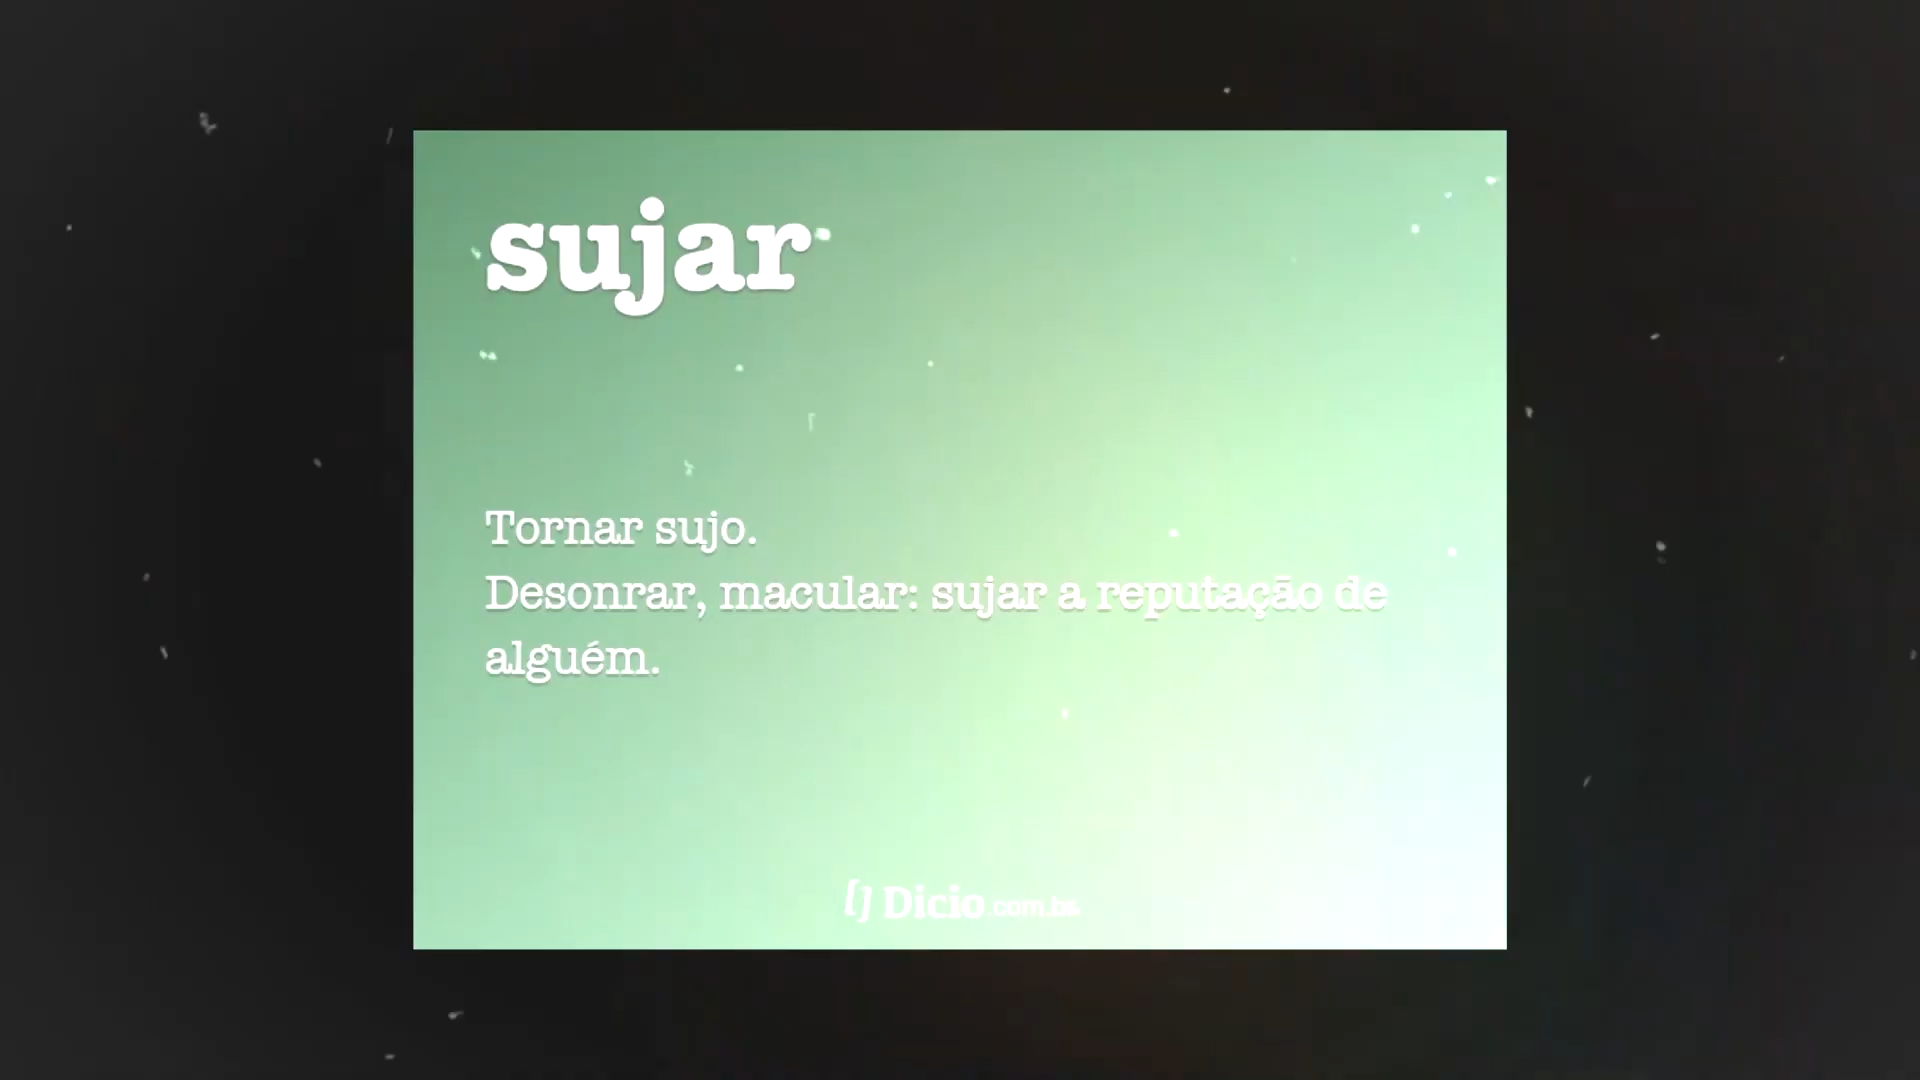 sujar
Tornar sujo.
Desonrar, macular: sujar a reputação de
alguém.
Dicio.com.br